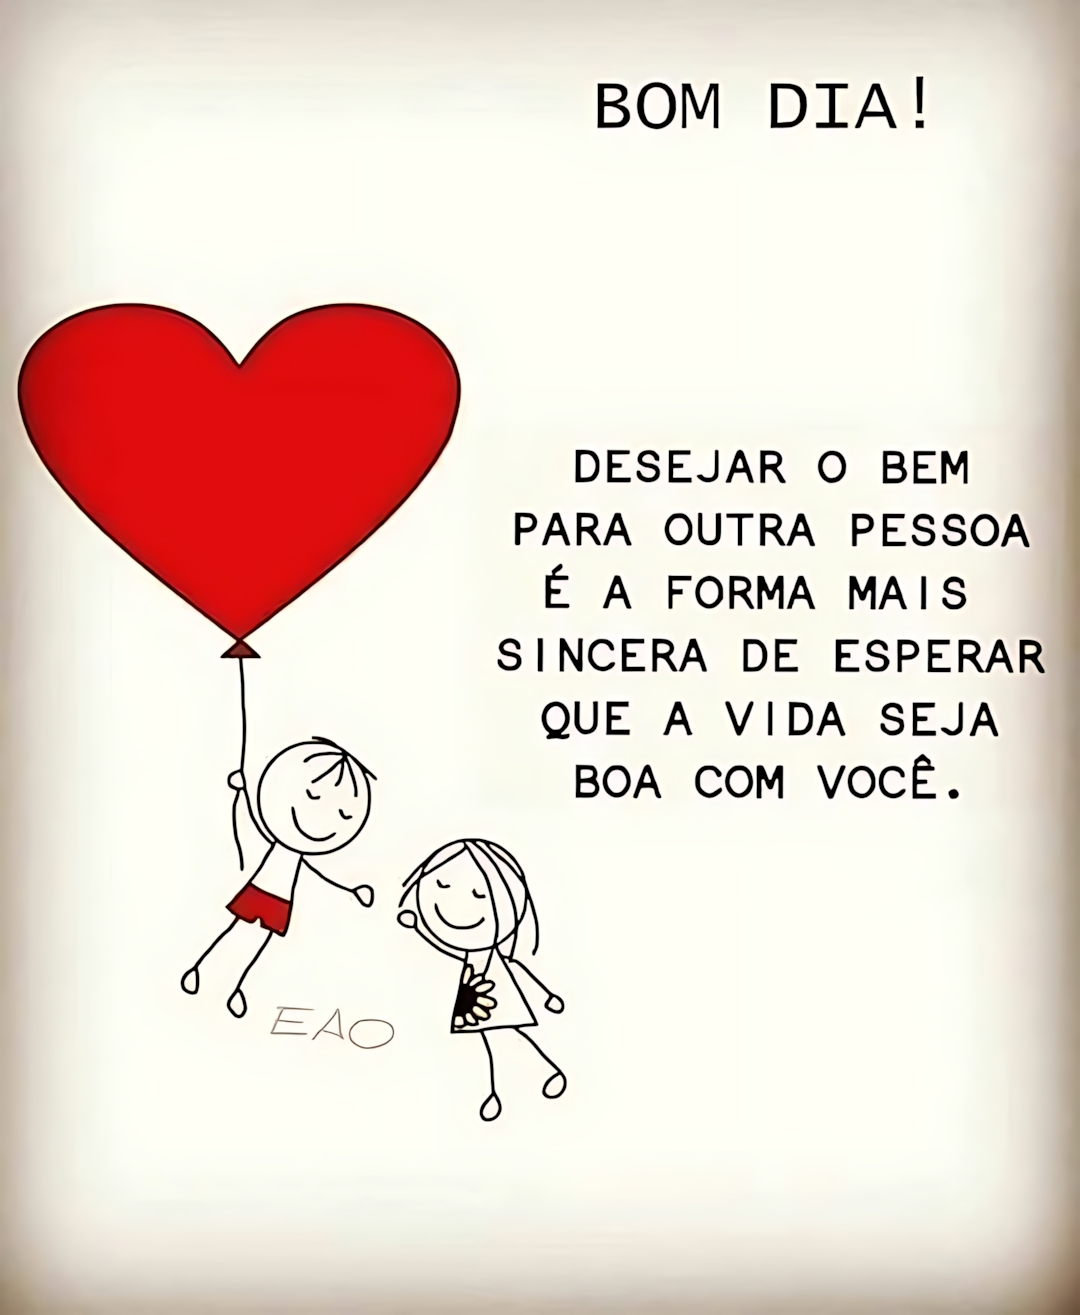 BOM DIA!
DESEJAR O BEM
PARA OUTRA PESSOA
É A FORMA MAIS
SINCERA DE ESPERAR
QUE A VIDA SEJA
BOA COM VOCÊ.
EAO